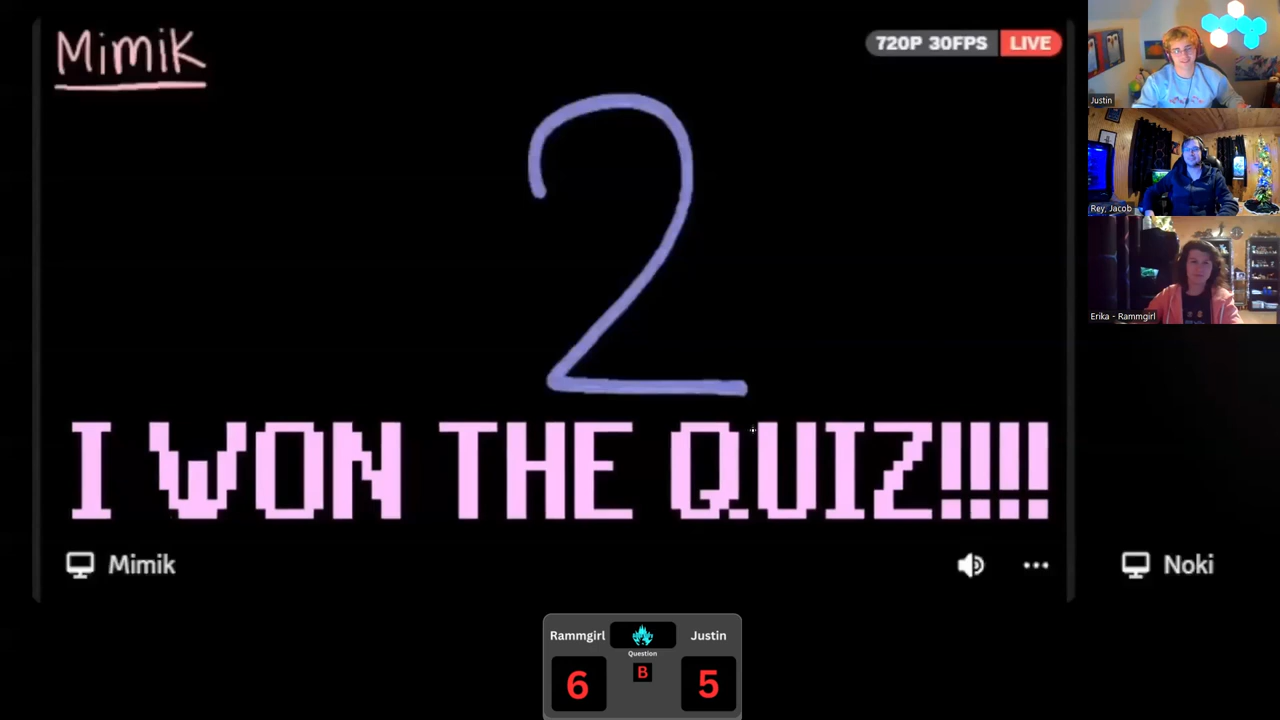 Mimik
720P 30FPS LIVE
2
I WON THE QUIZ!!!!
Mimik
Noki
Justin
Rey, Jacob
Erika - Rammgirl
Rammgirl
Justin
Question
6
B
5